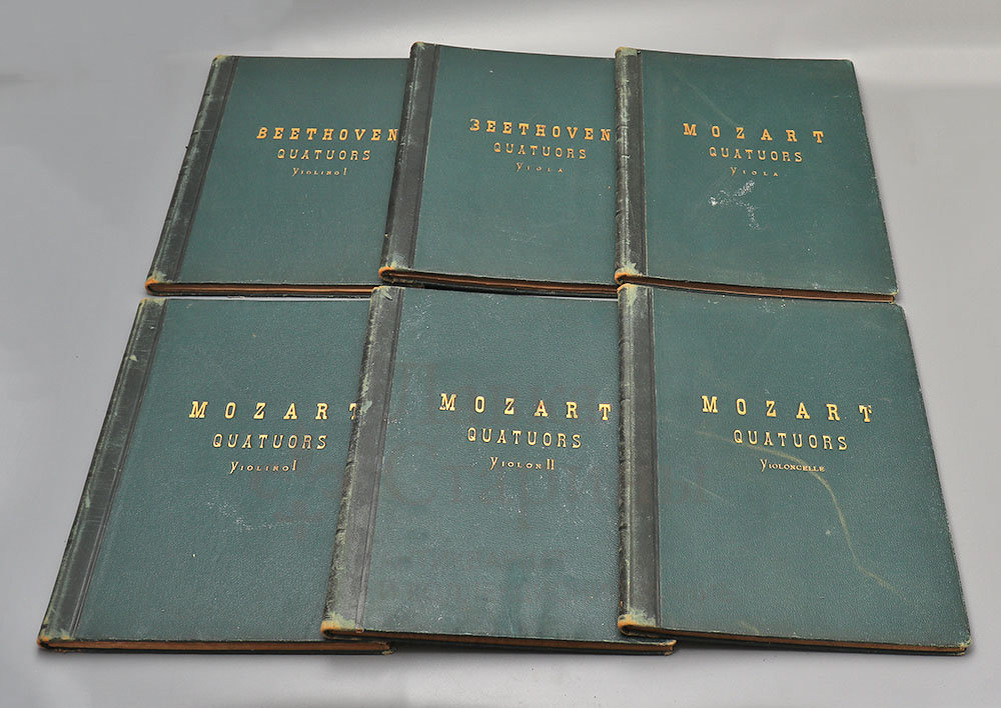 BEETHOVEN
QUATUORS
VIOLINO I
BEETHOVEN
QUATUORS
VIOLA
MOZART
QUATUORS
VIOLA
MOZART
QUATUORS
VIOLINO I
MOZART
QUATUORS
VIOLON II
MOZART
QUATUORS
VIOLONCELLE